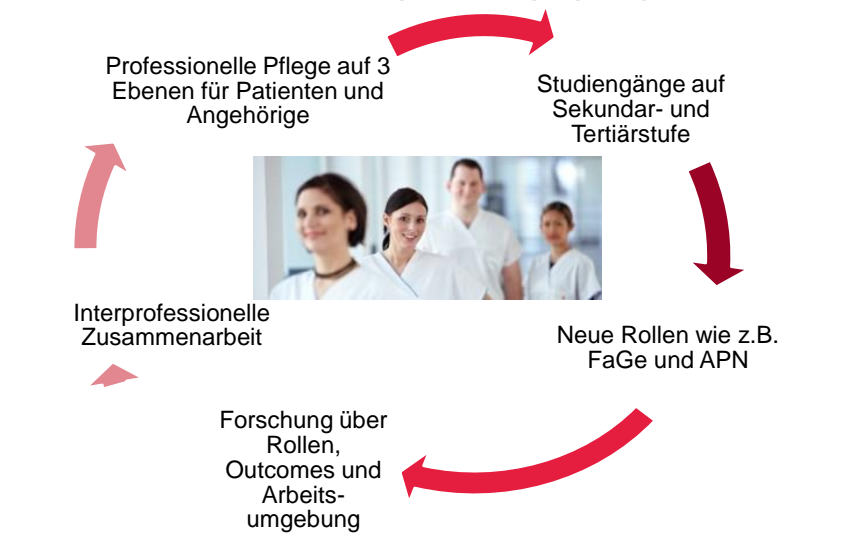 Professionelle Pflege auf 3
Ebenen für Patienten und
Angehörige
Studiengänge auf
Sekundar- und
Tertiärstufe
Neue Rollen wie z.B.
FaGe und APN
Forschung über
Rollen,
Outcomes und
Arbeits-
umgebung
Interprofessionelle
Zusammenarbeit